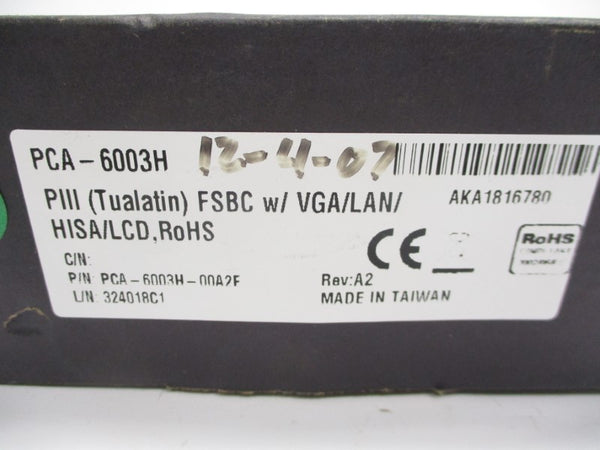 PCA-6003H 12-4-07
PIII (Tualatin) FSBC w/ VGA/LAN/ AKA1816780
HISA/LCD,RoHS
CE RoHS
C/N:
P/N: PCA-6003H-00A2E Rev:A2
L/N: 324018C1 MADE IN TAIWAN